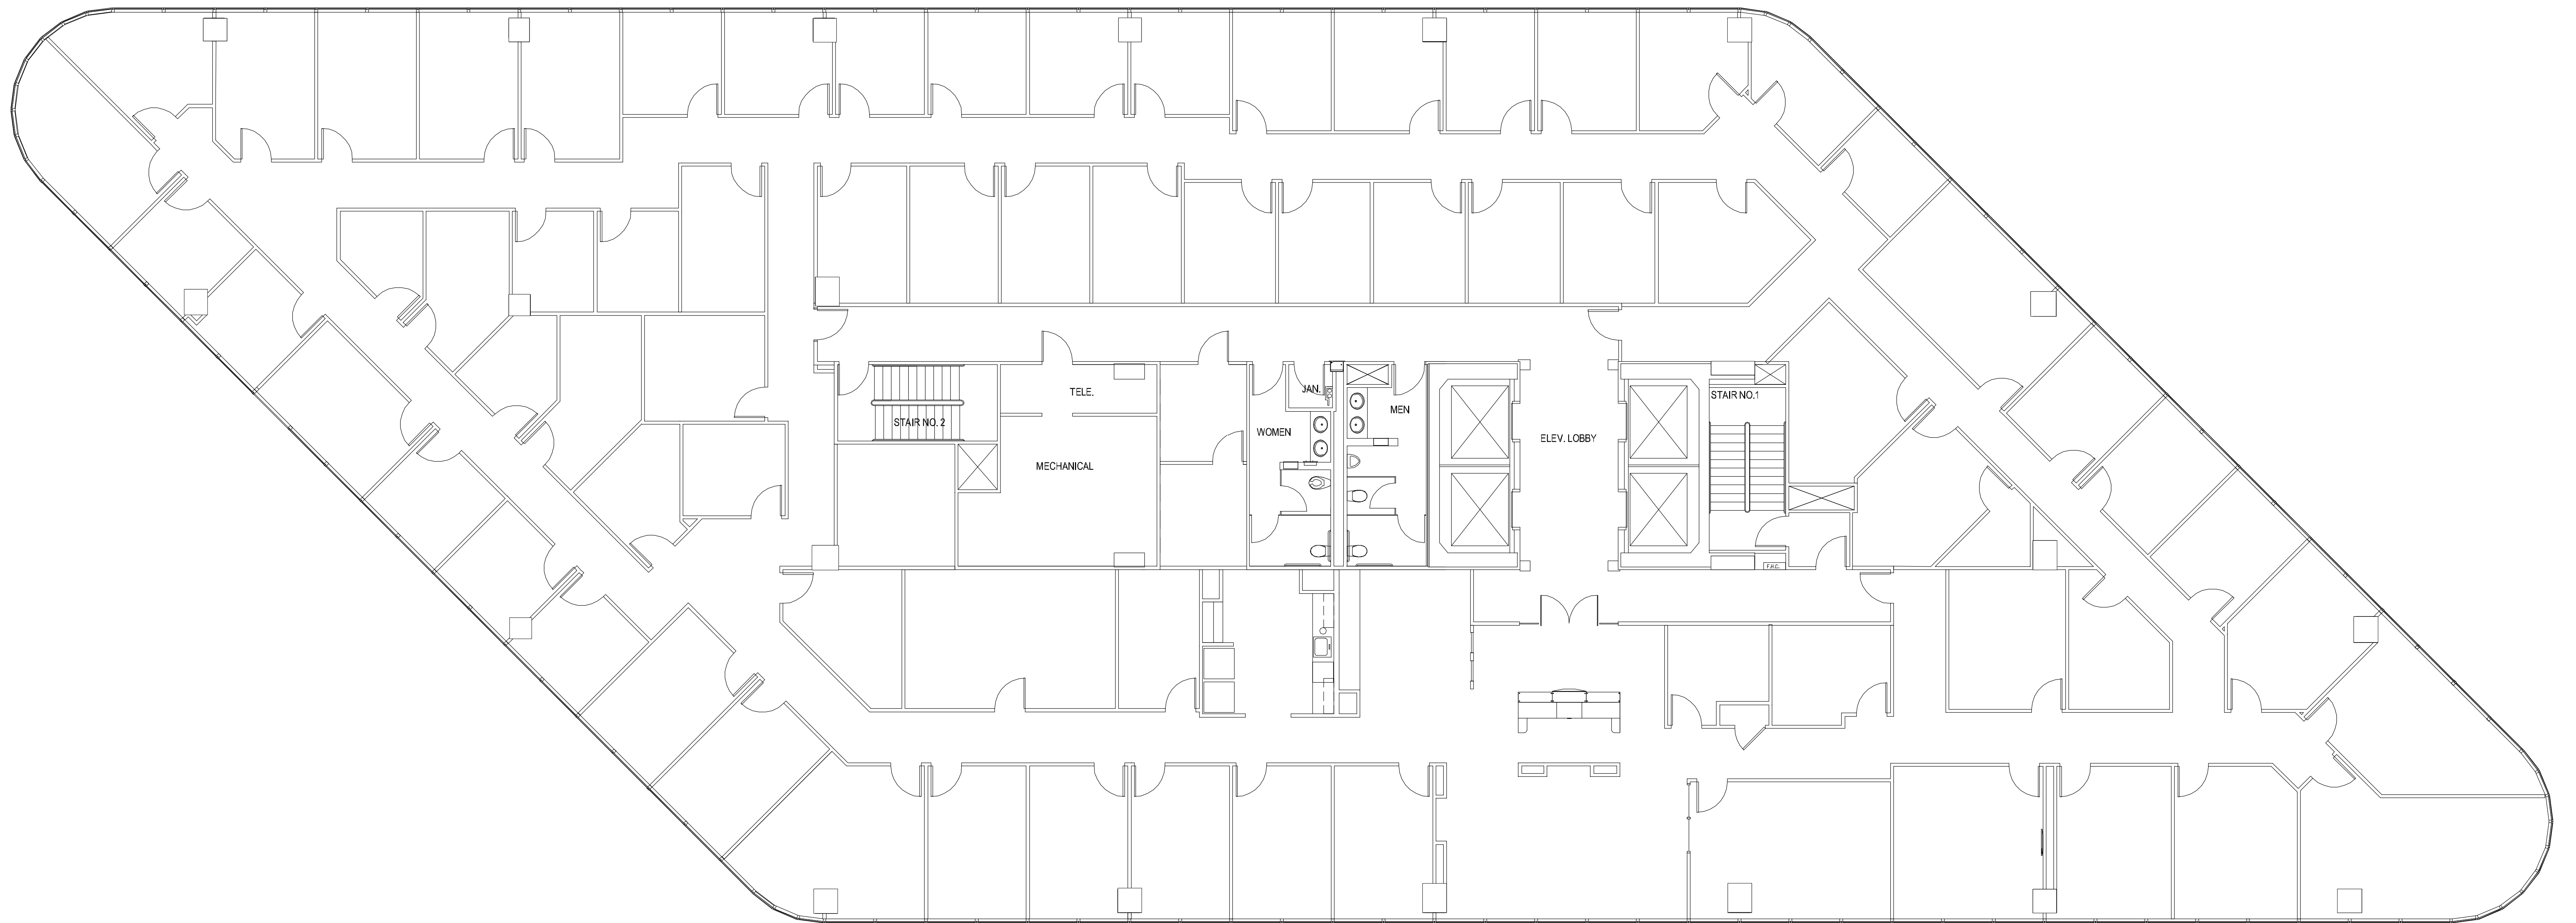 JAN.
TELE.
STAIR NO.1
MEN
STAIR NO. 2
WOMEN
ELEV. LOBBY
MECHANICAL
F.H.C.